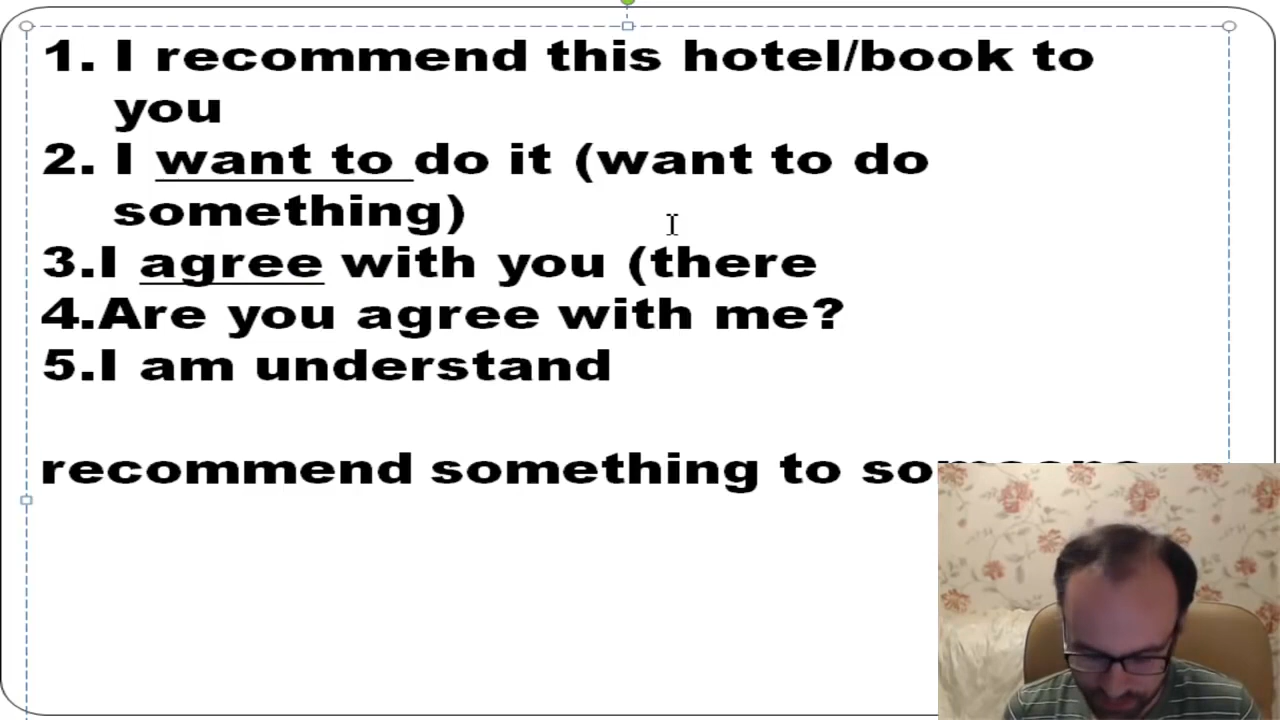 1. I recommend this hotel/book to
you
2. I want to do it (want to do
something)
3.I agree with you (there
4.Are you agree with me?
5.I am understand
recommend something to